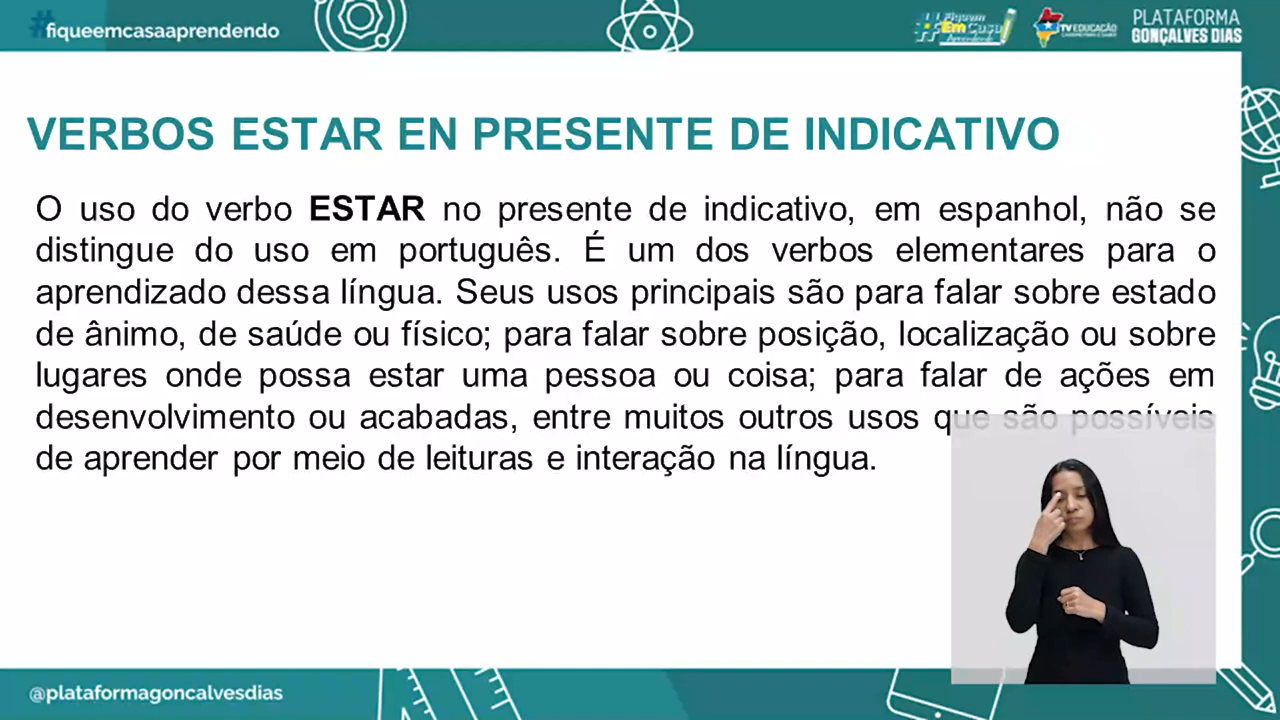 #fiqueemcasaaprendendo
#Fiquem
Em Casa
Aprendendo
TV EDUCAÇÃO
PLATAFORMA
GONÇALVES DIAS
VERBOS ESTAR EN PRESENTE DE INDICATIVO
O uso do verbo ESTAR no presente de indicativo, em espanhol, não se
distingue do uso em português. É um dos verbos elementares para o
aprendizado dessa língua. Seus usos principais são para falar sobre estado
de ânimo, de saúde ou físico; para falar sobre posição, localização ou sobre
lugares onde possa estar uma pessoa ou coisa; para falar de ações em
desenvolvimento ou acabadas, entre muitos outros usos que são possíveis
de aprender por meio de leituras e interação na língua.
@plataformagoncalvesdias